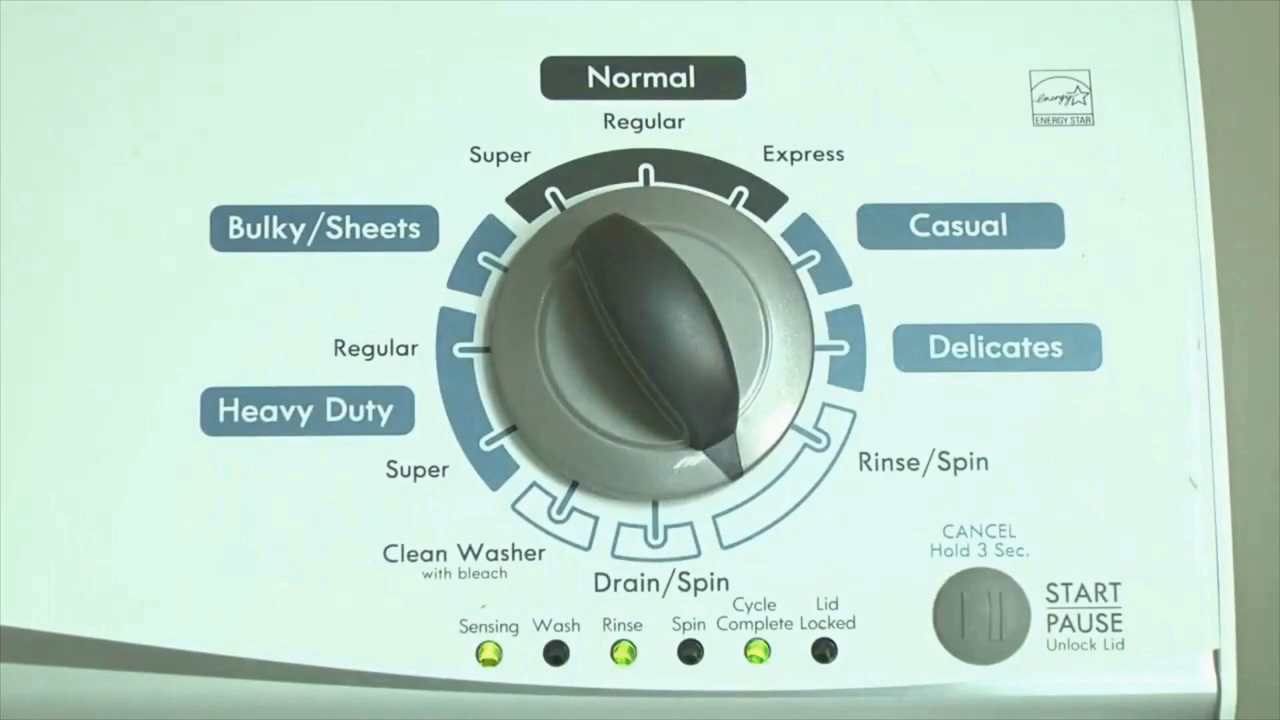 Normal
Regular
Super
Express
energy
ENERGY STAR
Bulky/Sheets
Casual
Regular
Delicates
Heavy Duty
Super
Rinse/Spin
Clean Washer
with bleach
Drain/Spin
CANCEL
Hold 3 Sec.
START
PAUSE
Unlock Lid
Sensing
Wash
Rinse
Spin
Cycle
Complete
Lid
Locked